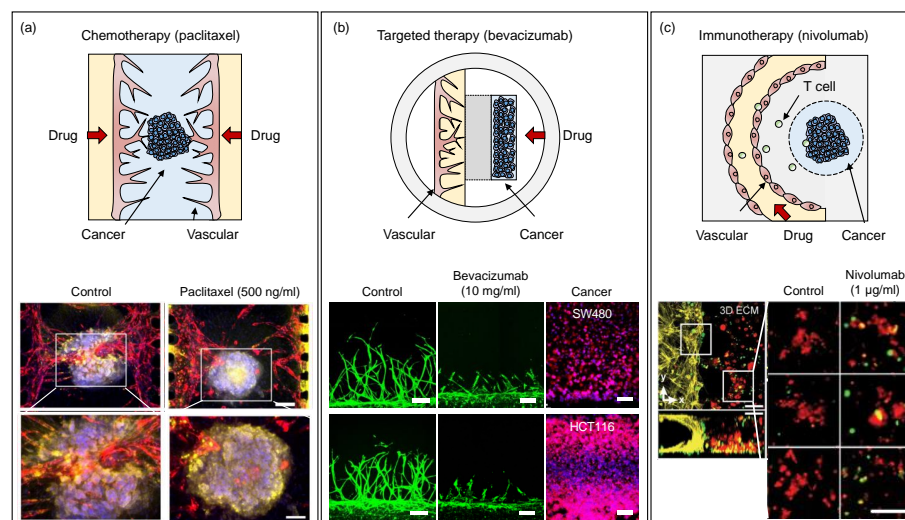 (a)
Chemotherapy (paclitaxel)
Drug
Drug
Cancer
Vascular
Control
Paclitaxel (500 ng/ml)
(b)
Targeted therapy (bevacizumab)
Drug
Vascular
Cancer
Control
Bevacizumab
(10 mg/ml)
Cancer
SW480
HCT116
(c)
Immunotherapy (nivolumab)
T cell
Vascular
Drug
Cancer
Control
Nivolumab
(1 µg/ml)
3D ECM
x